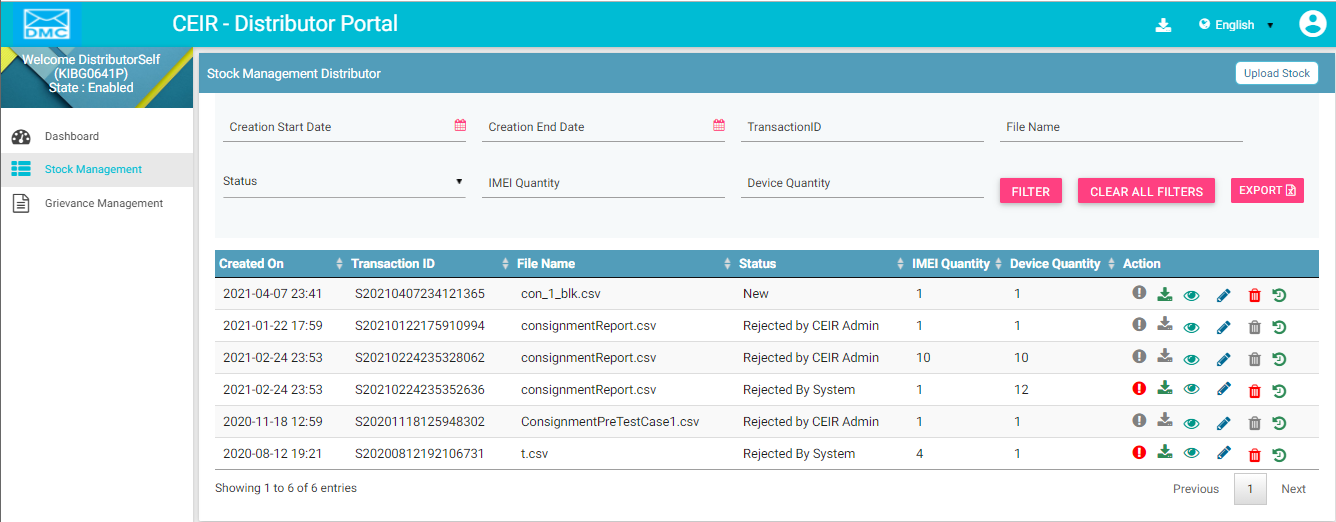 DMC
CEIR - Distributor Portal
English
Welcome DistributorSelf
(KIBG0641P)
State : Enabled
Dashboard
Stock Management
Grievance Management
Stock Management Distributor
Upload Stock
Creation Start Date Creation End Date TransactionID File Name
Status IMEI Quantity Device Quantity FILTER CLEAR ALL FILTERS EXPORT
Created On Transaction ID File Name Status IMEI Quantity Device Quantity Action
2021-04-07 23:41 S20210407234121365 con_1_blk.csv New 1 1
2021-01-22 17:59 S20210122175910994 consignmentReport.csv Rejected by CEIR Admin 1 1
2021-02-24 23:53 S20210224235328062 consignmentReport.csv Rejected by CEIR Admin 10 10
2021-02-24 23:53 S20210224235352636 consignmentReport.csv Rejected By System 1 12
2020-11-18 12:59 S20201118125948302 ConsignmentPreTestCase1.csv Rejected by CEIR Admin 1 1
2020-08-12 19:21 S20200812192106731 t.csv Rejected By System 4 1
Showing 1 to 6 of 6 entries
Previous 1 Next